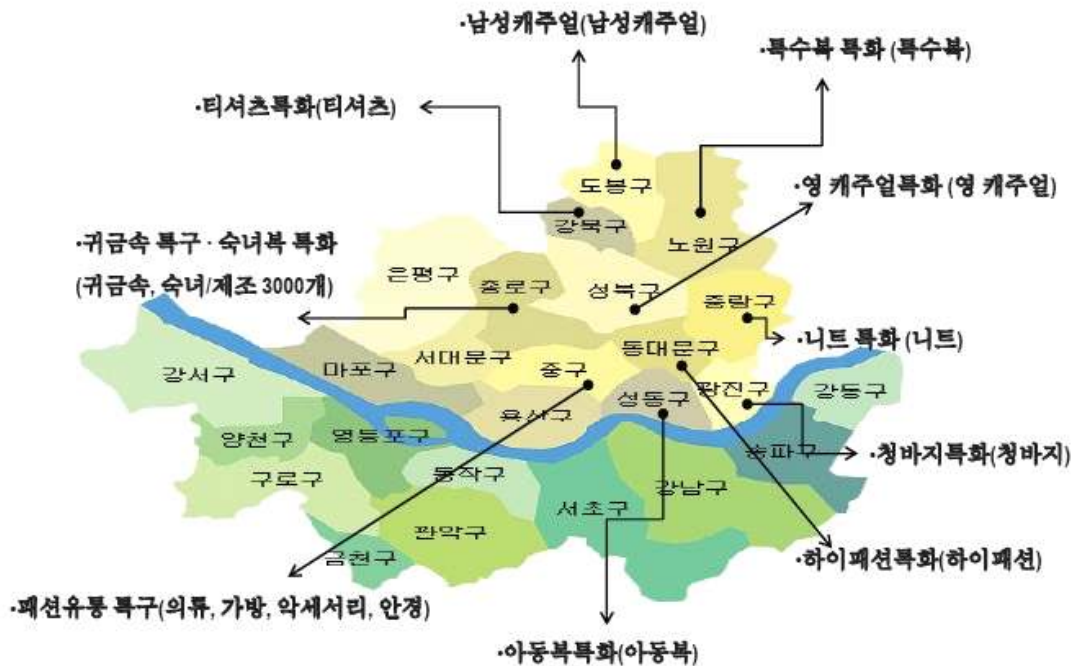 ·남성캐주얼(남성캐주얼)
·특수복 특화 (특수복)
·티셔츠특화(티셔츠)
도봉구
·영 캐주얼특화 (영 캐주얼)
강북구
노원구
·귀금속 특구 · 숙녀복 특화
(귀금속, 숙녀/제조 3000개)
은평구
종로구
성북구
중랑구
·니트 특화 (니트)
서대문구
동대문구
강서구
마포구
중구
광진구
강동구
용산구
성동구
양천구
영등포구
송파구
·청바지특화(청바지)
구로구
동작구
강남구
서초구
관악구
금천구
·하이패션특화(하이패션)
·패션유통 특구(의류, 가방, 악세서리, 안경)
·아동복특화(아동복)